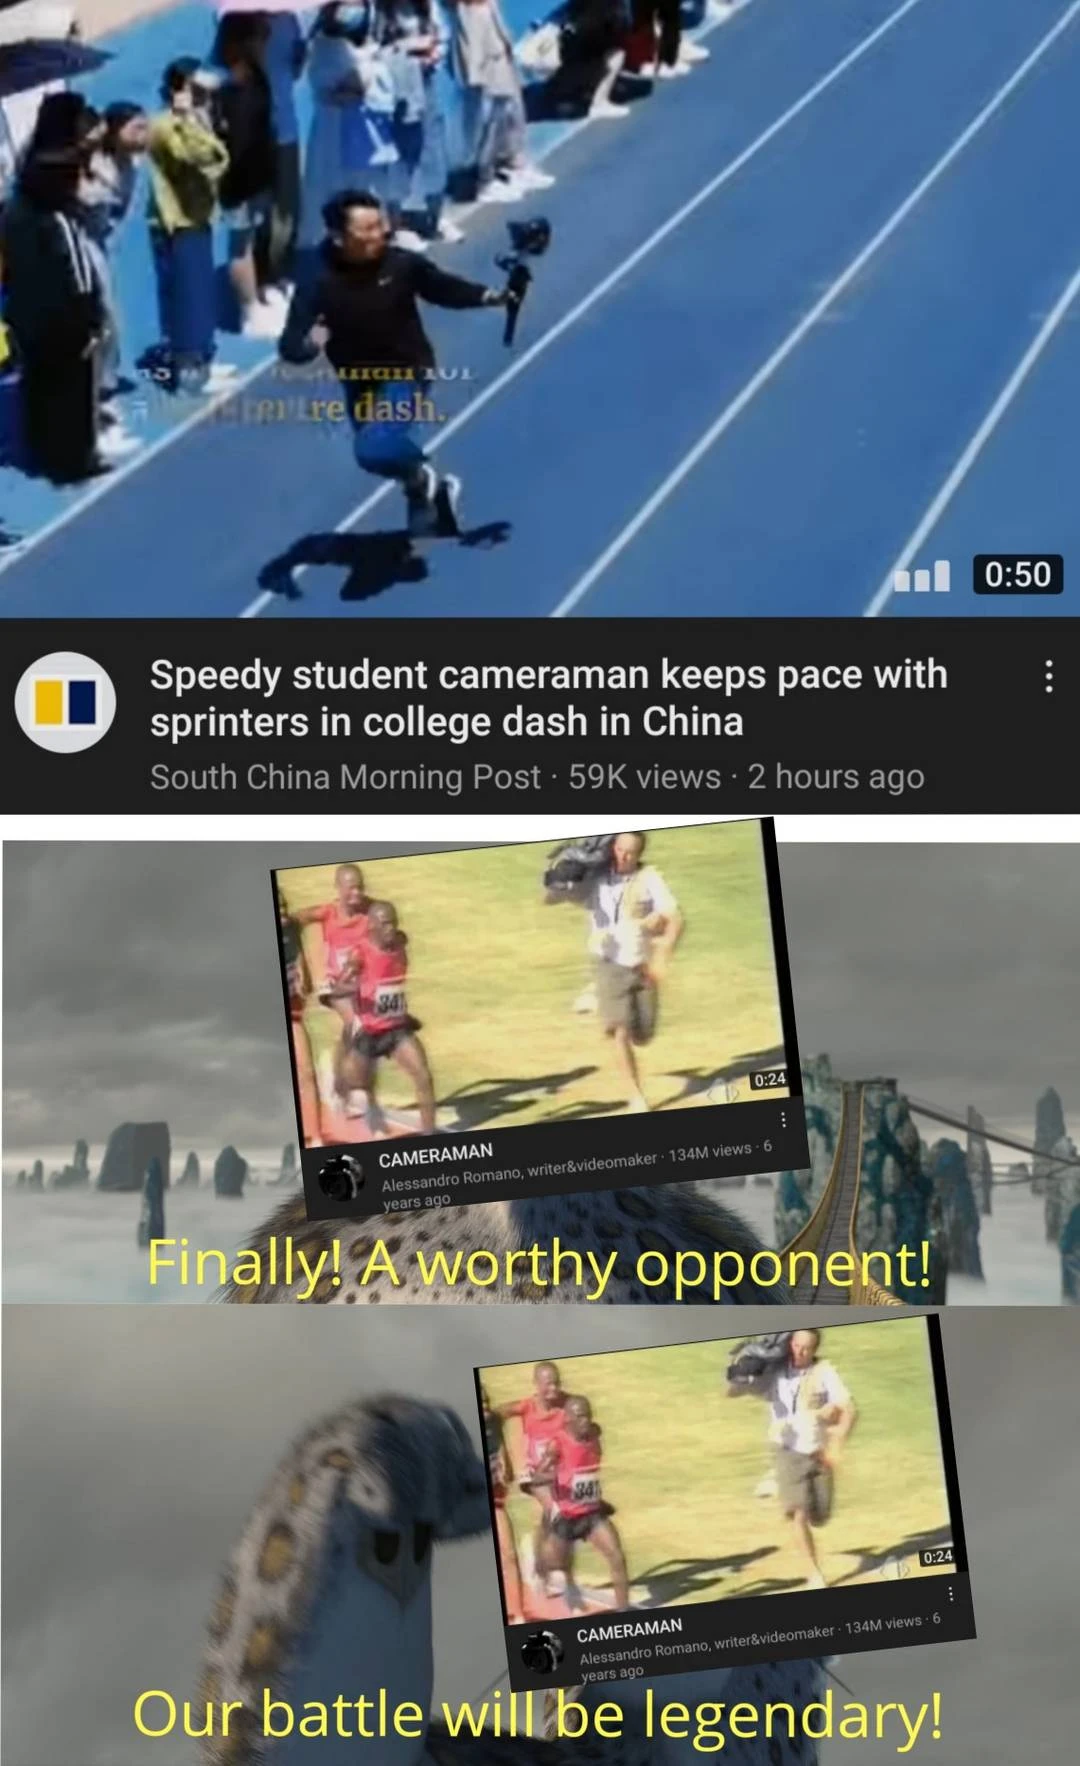 re dash.
0:50
Speedy student cameraman keeps pace with
sprinters in college dash in China
South China Morning Post · 59K views · 2 hours ago
341
0:24
CAMERAMAN
Alessandro Romano, writer&videomaker · 134M views · 6
years ago
Finally! A worthy opponent!
341
0:24
CAMERAMAN
Alessandro Romano, writer&videomaker · 134M views · 6
years ago
Our battle will be legendary!